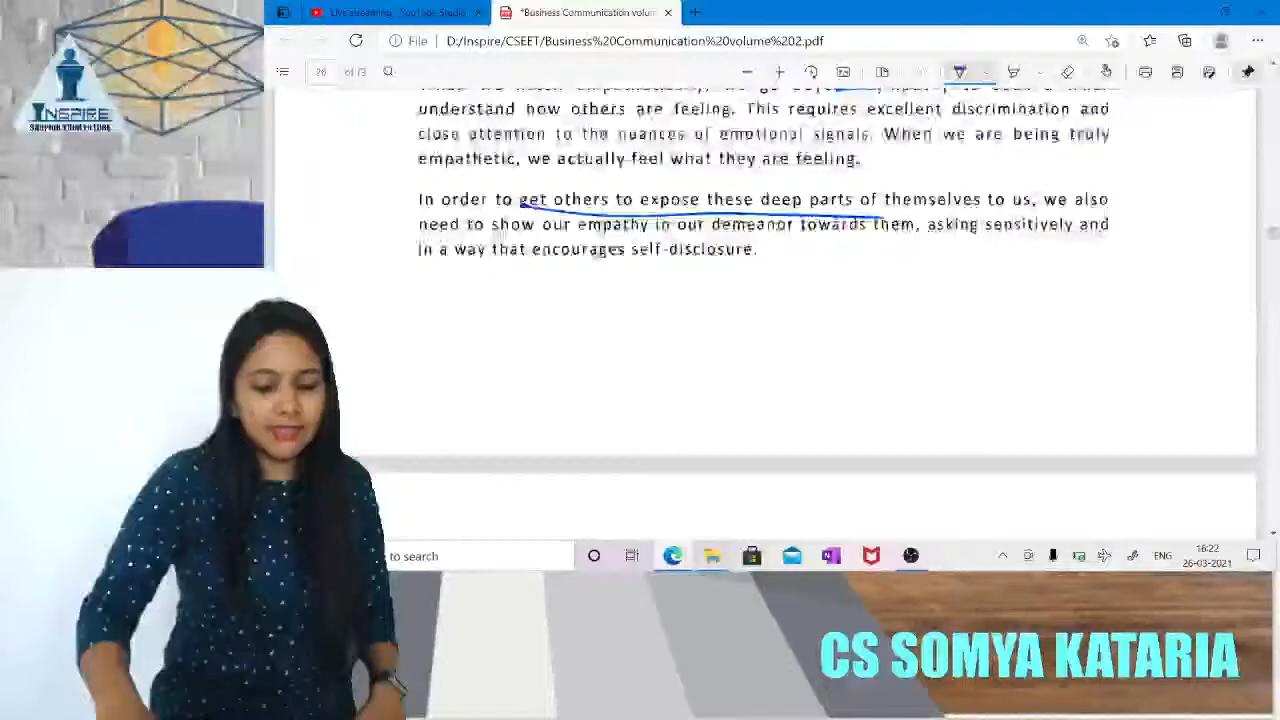 Live streaming - YouTube Studio
*Business Communication volum
File
D:/Inspire/CSEET/Business%20Communication%20volume%202.pdf
26 of 73
INSPIRE
understand how others are feeling. This requires excellent discrimination and
close attention to the nuances of emotional signals. When we are being truly
empathetic, we actually feel what they are feeling.
In order to get others to expose these deep parts of themselves to us, we also
need to show our empathy in our demeanor towards them, asking sensitively and
in a way that encourages self-disclosure.
to search
ENG
16:22
26-03-2021
CS SOMYA KATARIA